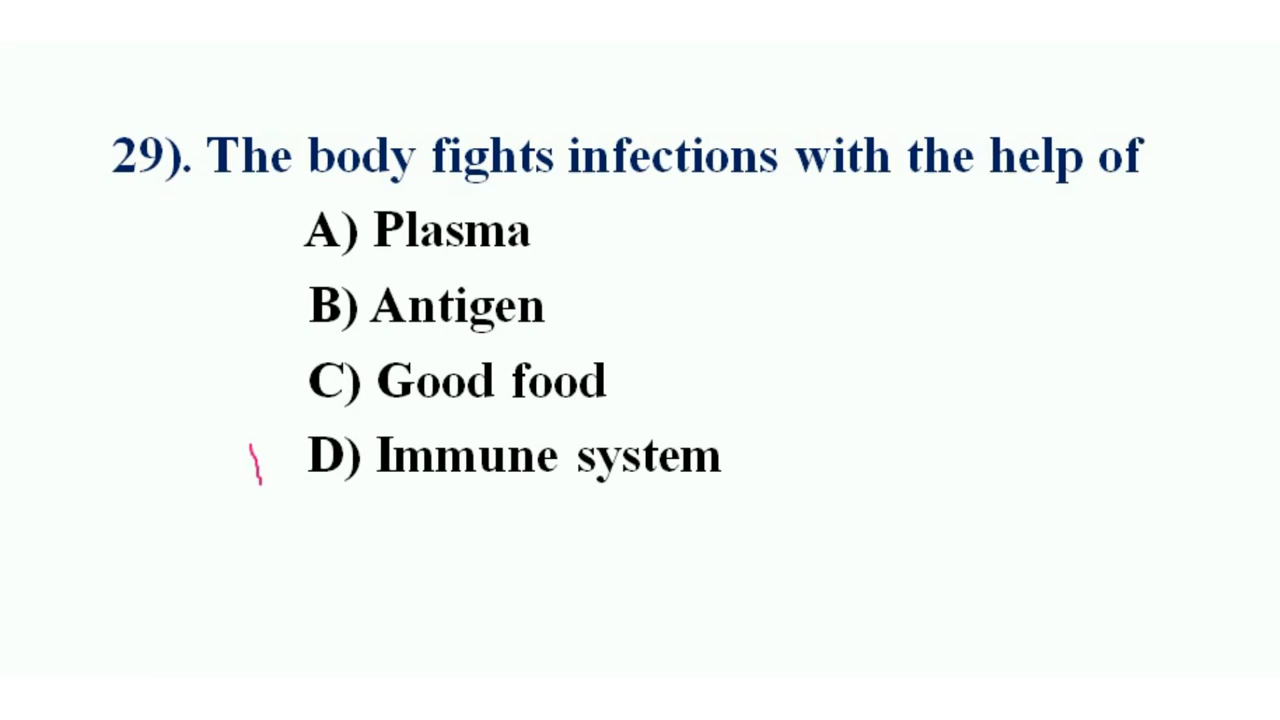 29). The body fights infections with the help of
A) Plasma
B) Antigen
C) Good food
D) Immune system